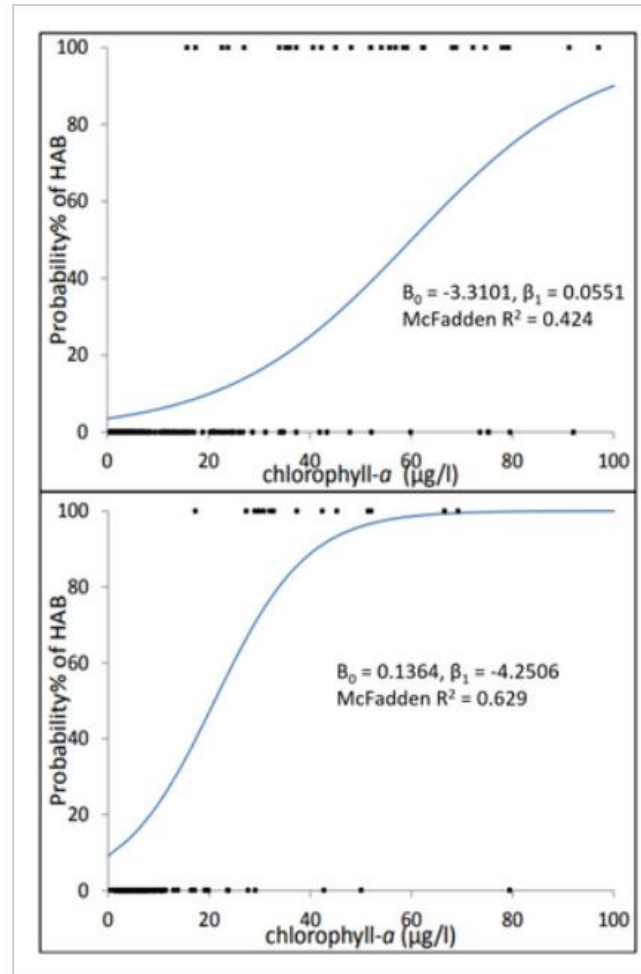 100
80
60
40
20
0
Probability% of HAB
B₀ = -3.3101, β₁ = 0.0551
McFadden R² = 0.424
0 20 40 60 80 100
chlorophyll-a (µg/l)
100
80
60
40
20
0
Probability% of HAB
B₀ = 0.1364, β₁ = -4.2506
McFadden R² = 0.629
0 20 40 60 80 100
chlorophyll-a (µg/l)